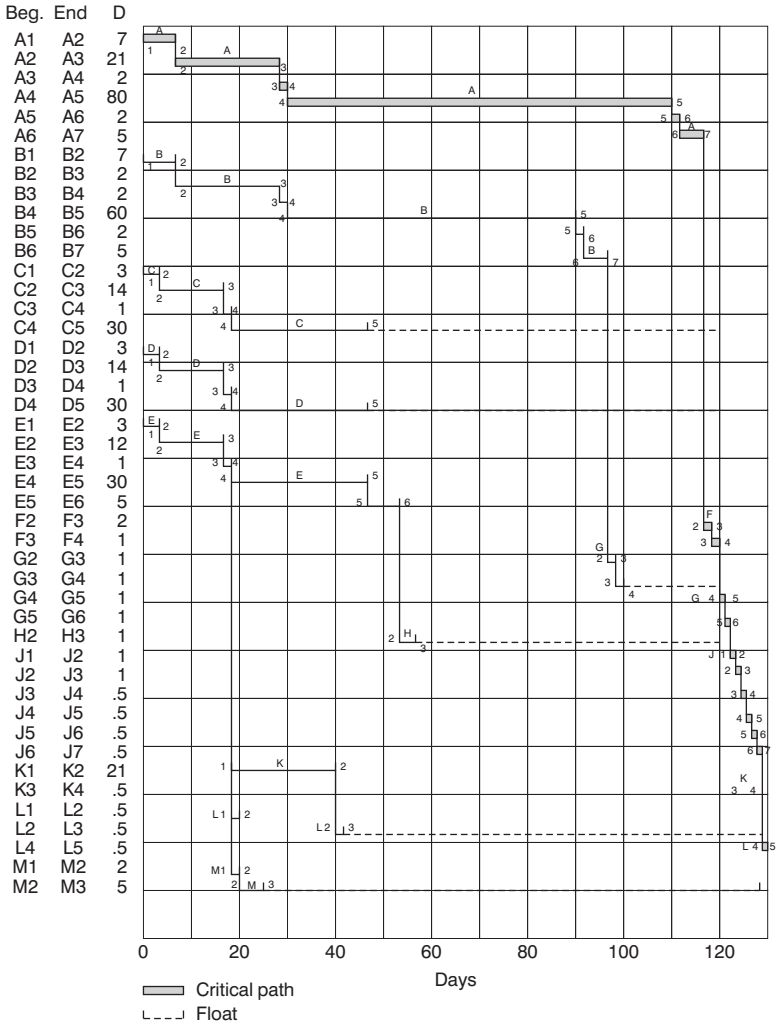 Beg. End D
A1 A2 7
A2 A3 21
A3 A4 2
A4 A5 80
A5 A6 2
A6 A7 5
B1 B2 7
B2 B3 2
B3 B4 2
B4 B5 60
B5 B6 2
B6 B7 5
C1 C2 3
C2 C3 14
C3 C4 1
C4 C5 30
D1 D2 3
D2 D3 14
D3 D4 1
D4 D5 30
E1 E2 3
E2 E3 12
E3 E4 1
E4 E5 30
E5 E6 5
F2 F3 2
F3 F4 1
G2 G3 1
G3 G4 1
G4 G5 1
G5 G6 1
H2 H3 1
J1 J2 1
J2 J3 1
J3 J4 .5
J4 J5 .5
J5 J6 .5
J6 J7 .5
K1 K2 21
K3 K4 .5
L1 L2 .5
L2 L3 .5
L4 L5 .5
M1 M2 2
M2 M3 5
A
1 2 A
2 3
3 4 A
4 5
5 6
A
6 7
B
1 2
B 3
2
3 4
4 B 5
5 6
B
6 7
C 2
1 C 3
2
3 4
4 C 5
D 2
1 D 3
2
3 4
4 D 5
E 2
1 E 3
2
3 4
4 E 5
5 6
F
2 3
3 4
G
2 3
3 4
G 4 5
5 6
2 H 3
J 1 2
2 3
3 4
4 5
5 6
6 7
1 K 2
K
3 4
L1 2
L2 3
L 4 5
M1 2
2 M 3
0 20 40 60 80 100 120
Days
Critical path
Float